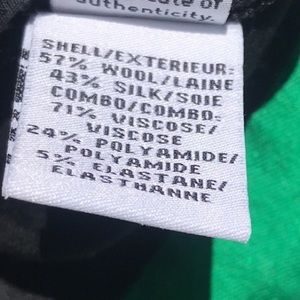 of
authenticity.
SHELL/EXTERIEUR:
57% WOOL/LAINE
43% SILK/SOIE
COMBO/COMBO:
71% VISCOSE/
VISCOSE
24% POLYAMIDE/
POLYAMIDE
5% ELASTANE/
ELASTHANNE